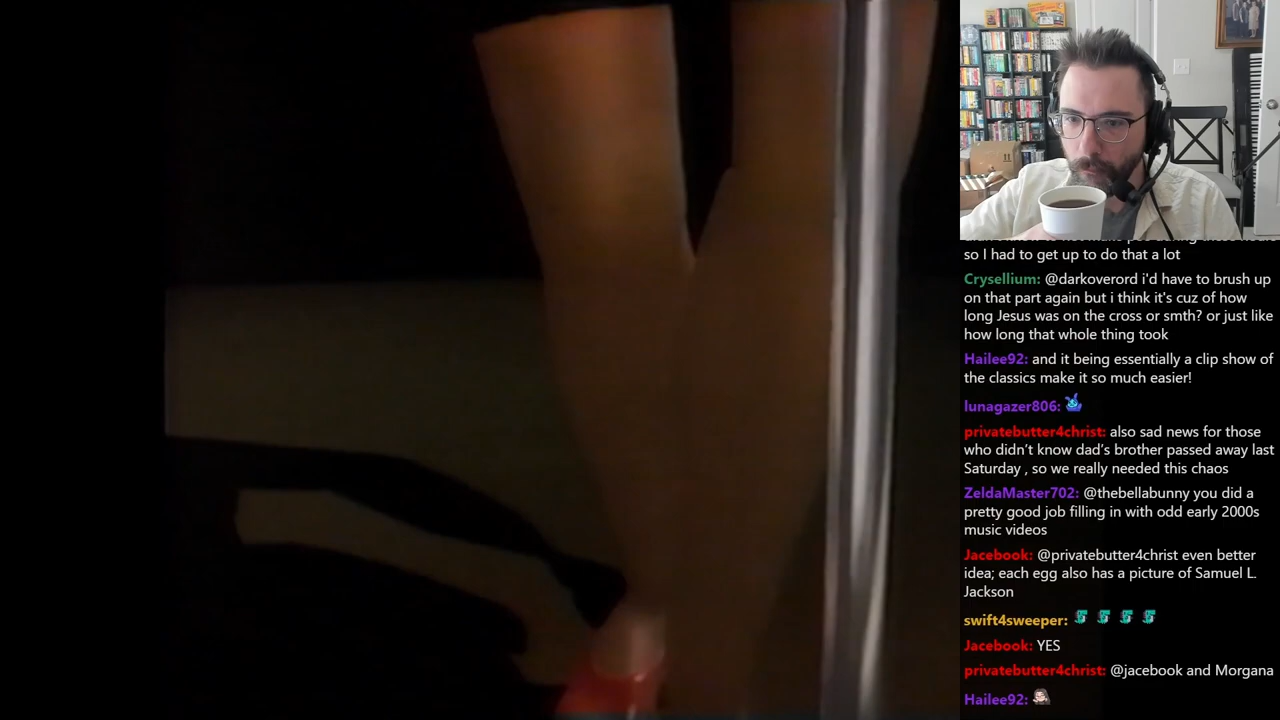 so I had to get up to do that a lot
Crysellium: @darkoverord i'd have to brush up
on that part again but i think it's cuz of how
long Jesus was on the cross or smth? or just like
how long that whole thing took
Hailee92: and it being essentially a clip show of
the classics make it so much easier!
lunagazer806:
privatebutter4christ: also sad news for those
who didn't know dad's brother passed away last
Saturday , so we really needed this chaos
ZeldaMaster702: @thebellabunny you did a
pretty good job filling in with odd early 2000s
music videos
Jacebook: @privatebutter4christ even better
idea; each egg also has a picture of Samuel L.
Jackson
swift4sweeper:
Jacebook: YES
privatebutter4christ: @jacebook and Morgana
Hailee92: